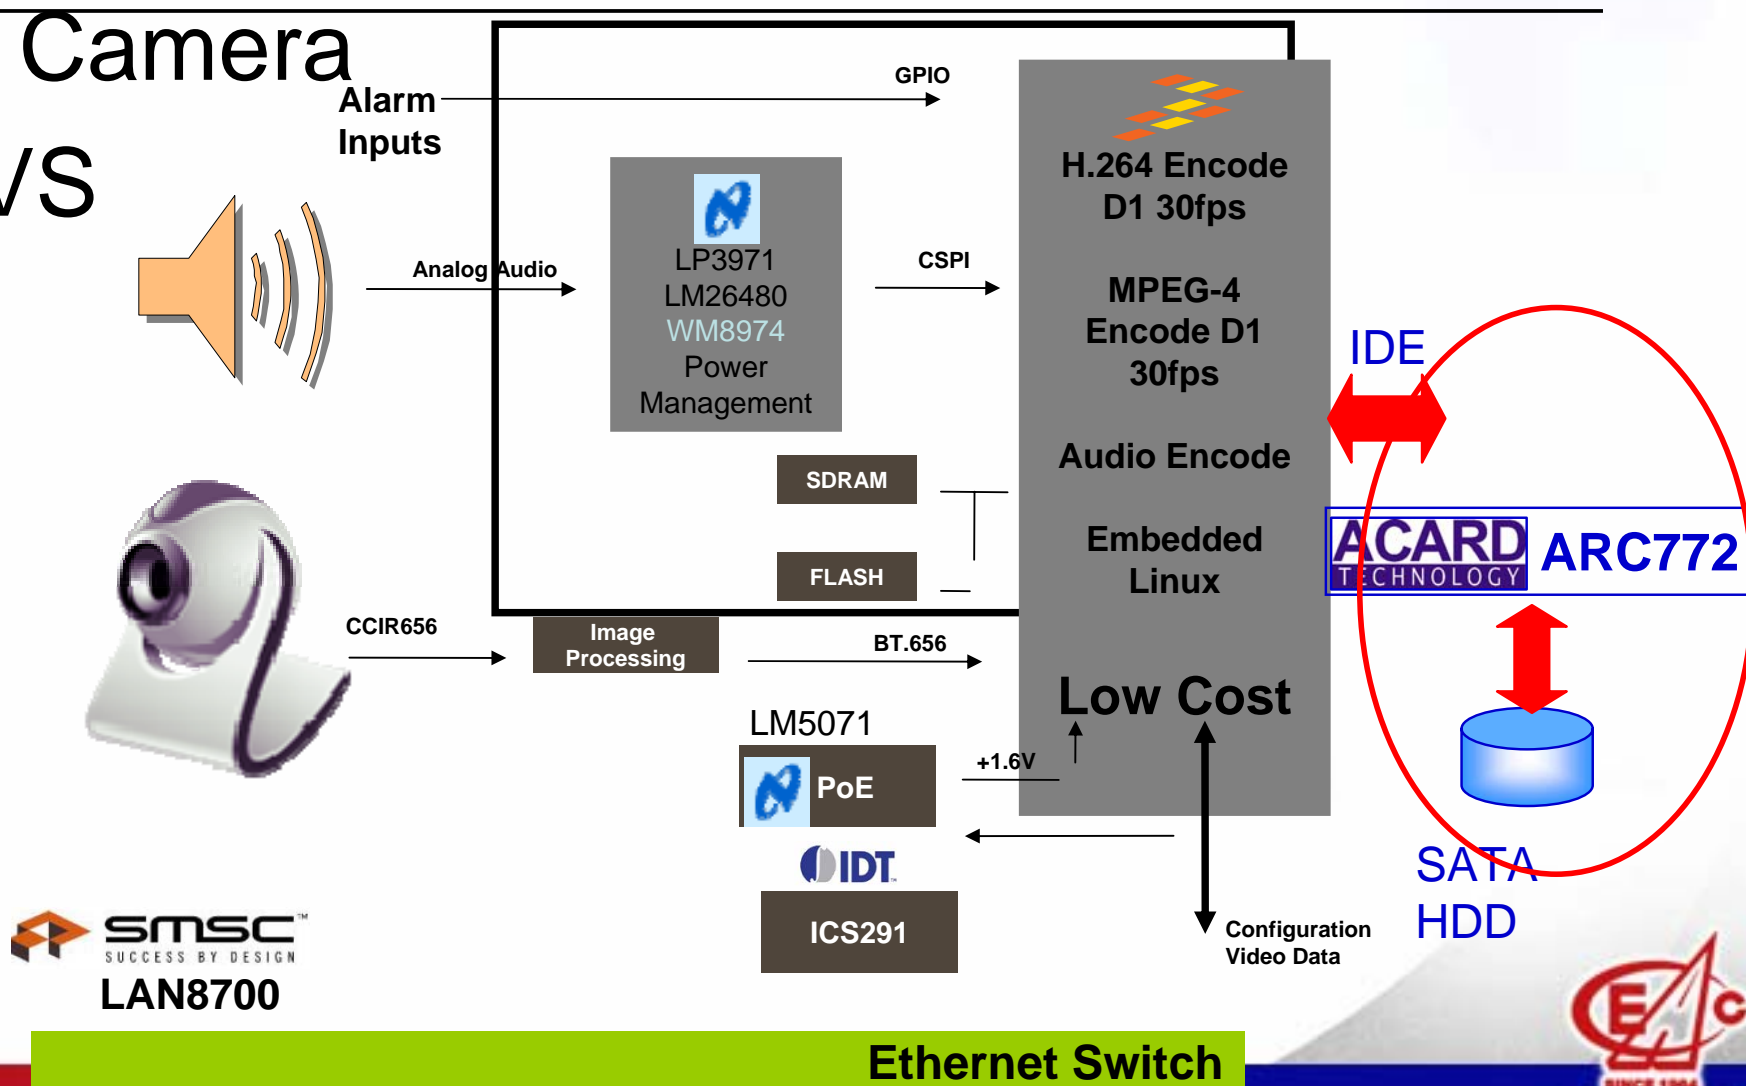 Camera
VS
Alarm
Inputs
GPIO
H.264 Encode
D1 30fps
LP3971
LM26480
WM8974
Power
Management
Analog Audio
CSPI
MPEG-4
Encode D1
30fps
IDE
Audio Encode
SDRAM
FLASH
Embedded
Linux
ACARD
TECHNOLOGY
ARC772
CCIR656
Image
Processing
BT.656
Low Cost
LM5071
PoE
+1.6V
IDT
ICS291
SATA
HDD
Configuration
Video Data
SMSC™
SUCCESS BY DESIGN
LAN8700
EAC
Ethernet Switch